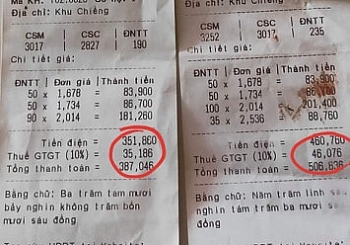 Địa chỉ: Khu Chiềng
CSM CSC ĐNTT
3017 2827 190
Chi tiết giá:
ĐNTT Đơn giá Thành tiền
50 x 1,678 = 83,900
50 x 1,734 = 86,700
90 x 2,014 = 181,260
Tiền điện = 351,860
Thuế GTGT (10%) = 35,186
Tổng thanh toán = 387,046
Bằng chữ: Ba trăm tám mươi
bảy nghìn không trăm bốn
mươi sáu đồng
Địa chỉ: Khu
CSM CSC ĐNTT
3252 3017 235
Chi tiết giá:
ĐNTT Đơn giá Thành tiền
50 x 1,678 = 83,900
50 x 1,734 = 86,700
100 x 2,014 = 201,400
35 x 2,536 = 88,760
Tiền điện = 460,760
Thuế GTGT (10%) = 46,076
Tổng thanh toán = 506,836
Bằng chữ: Năm trăm linh sáu
nghìn tám trăm ba mươi
sáu đồng